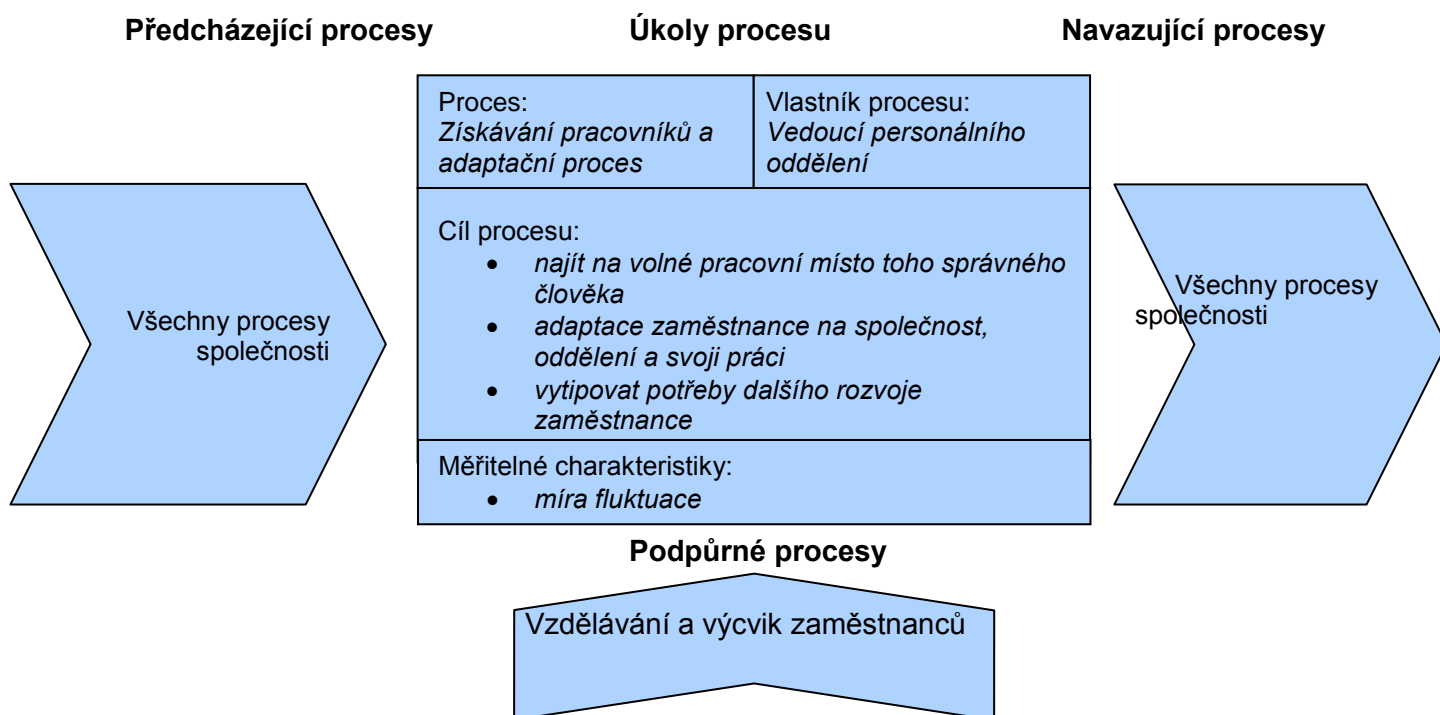 Předcházející procesy
Úkoly procesu
Navazující procesy
Všechny procesy
společnosti
Proces:
Získávání pracovníků a
adaptační proces
Vlastník procesu:
Vedoucí personálního
oddělení
Cíl procesu:
• najít na volné pracovní místo toho správného
člověka
• adaptace zaměstnance na společnost,
oddělení a svoji práci
• vytipovat potřeby dalšího rozvoje
zaměstnance
Měřitelné charakteristiky:
• míra fluktuace
Všechny procesy
společnosti
Podpůrné procesy
Vzdělávání a výcvik zaměstnanců